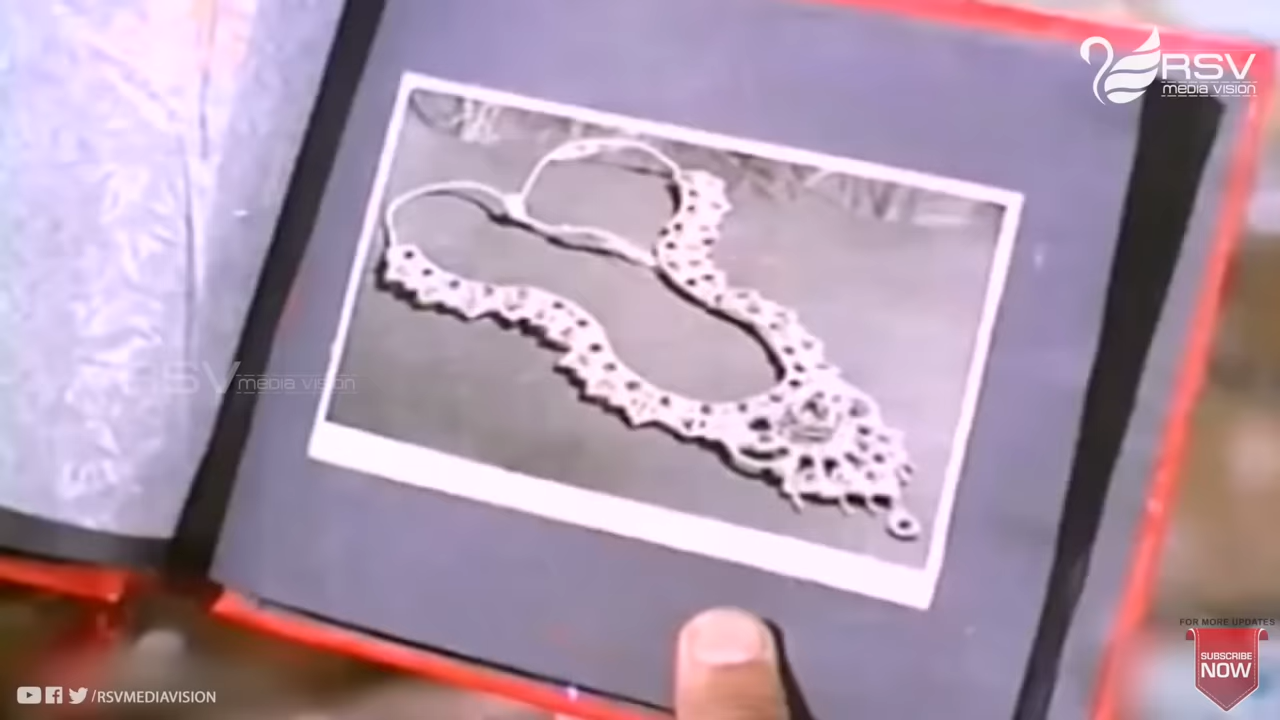 RSV
media vision
RSV media vision
FOR MORE UPDATES
SUBSCRIBE
NOW
/RSVMEDIAVISION